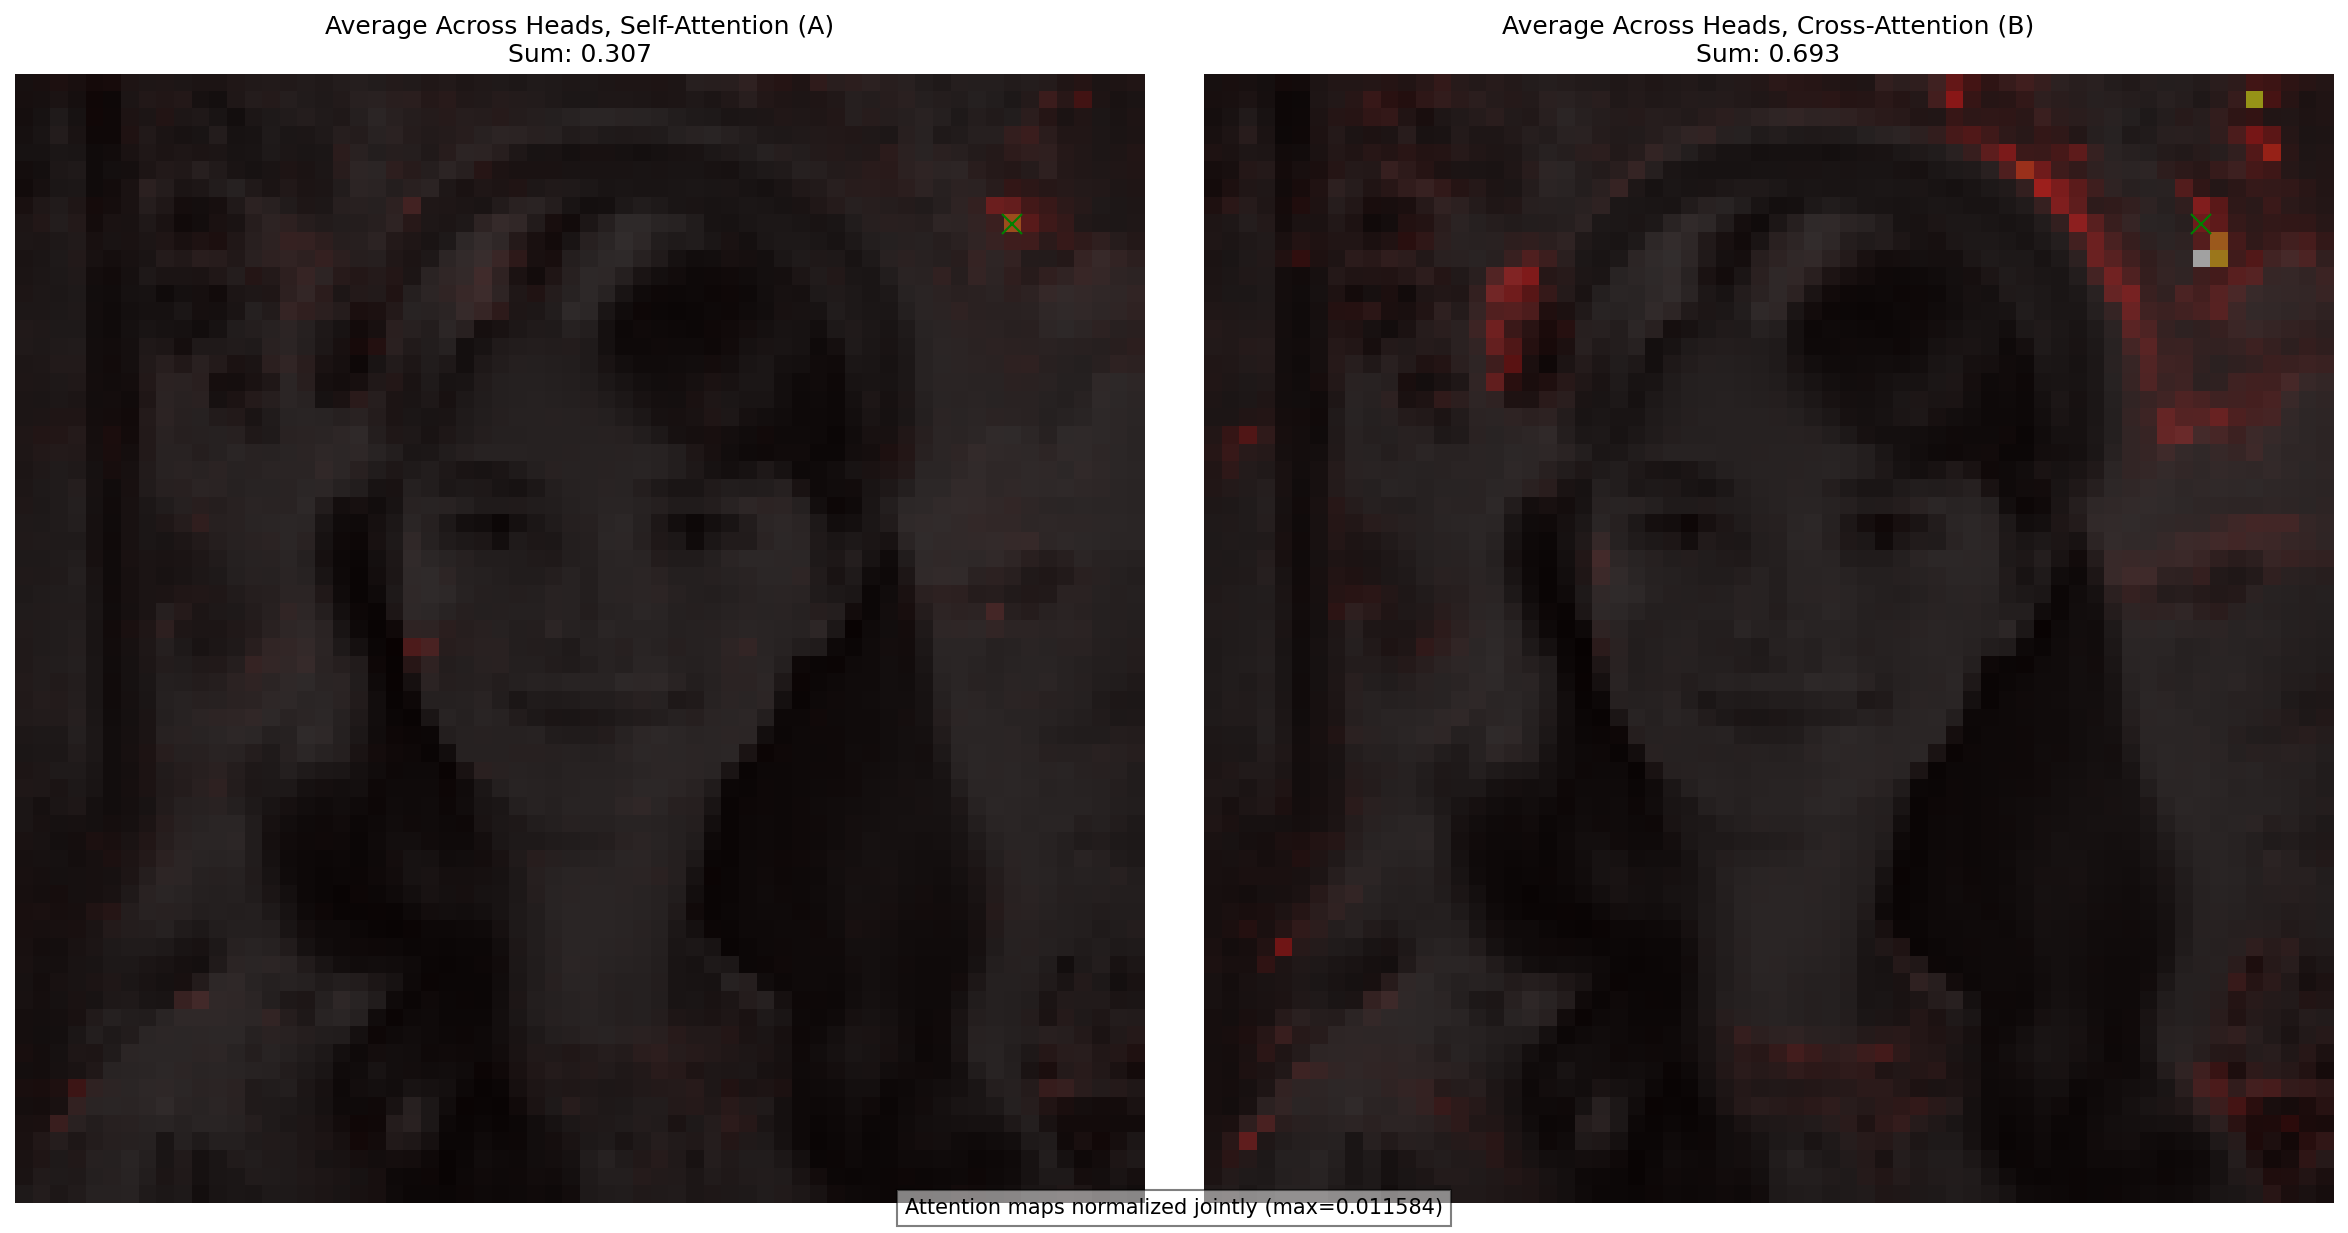 Average Across Heads, Self-Attention (A)
Sum: 0.307
Average Across Heads, Cross-Attention (B)
Sum: 0.693
Attention maps normalized jointly (max=0.011584)